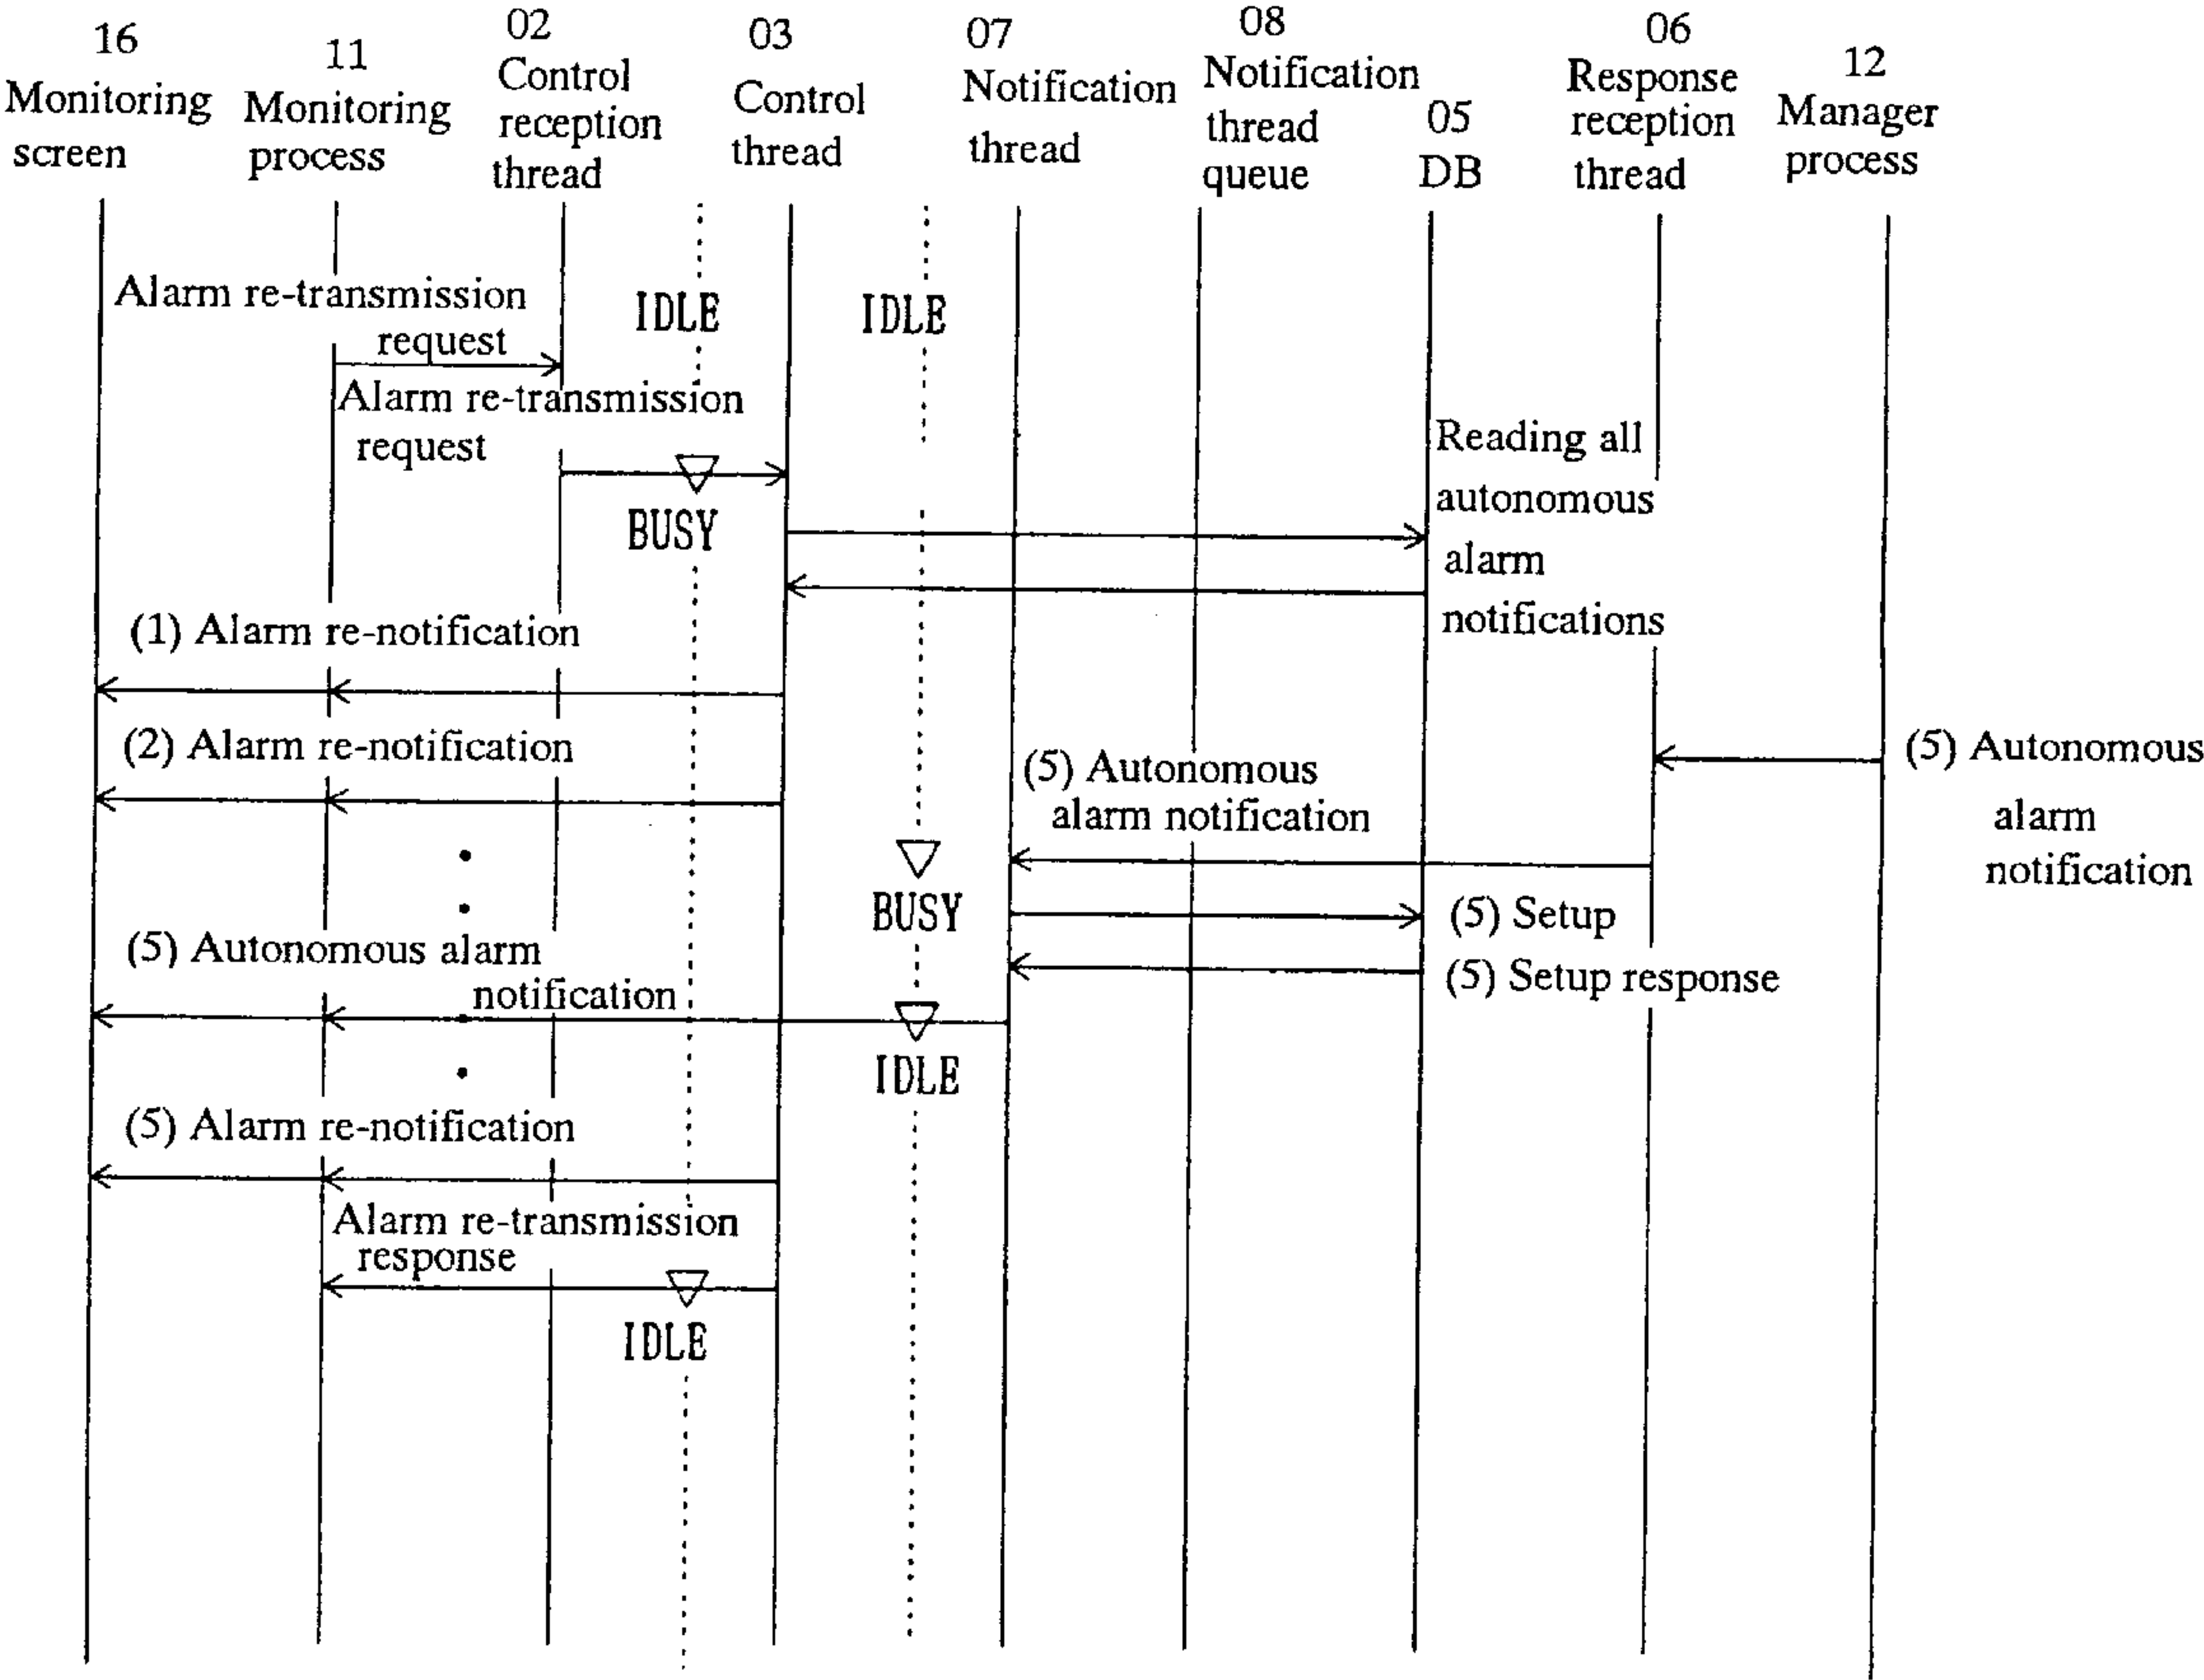 16
Monitoring
screen
11
Monitoring
process
02
Control
reception
thread
03
Control
thread
07
Notification
thread
08
Notification
thread
queue
05
DB
06
Response
reception
thread
12
Manager
process
Alarm re-transmission
request
IDLE
IDLE
Alarm re-transmission
request
BUSY
Reading all
autonomous
alarm
notifications
(1) Alarm re-notification
(2) Alarm re-notification
(5) Autonomous
alarm
notification
(5) Autonomous
alarm notification
BUSY
(5) Setup
(5) Setup response
(5) Autonomous alarm
notification
IDLE
(5) Alarm re-notification
Alarm re-transmission
response
IDLE